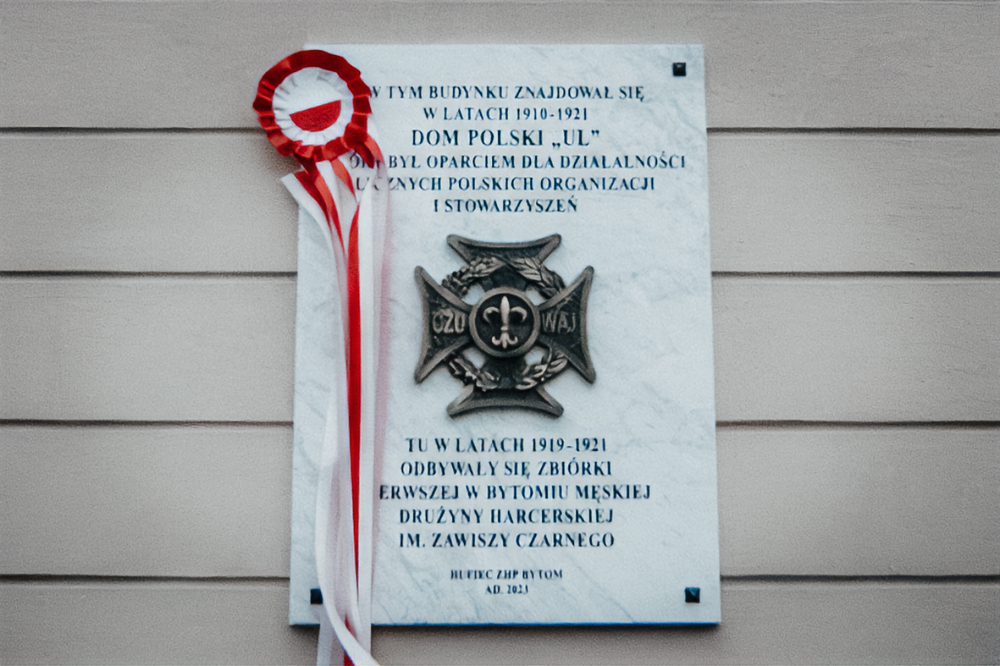 W TYM BUDYNKU ZNAJDOWAŁ SIĘ
W LATACH 1910-1921
DOM POLSKI „UL”
BYŁ OPARCIEM DLA DZIAŁALNOŚCI
POLSKICH ORGANIZACJI
I STOWARZYSZEŃ
CZUWAJ
TU W LATACH 1919-1921
ODBYWAŁY SIĘ ZBIÓRKI
ERWSZEJ W BYTOMIU MĘSKIEJ
DRUŻYNY HARCERSKIEJ
IM. ZAWISZY CZARNEGO
HUFIEC ZHP BYTOM
AD. 2023